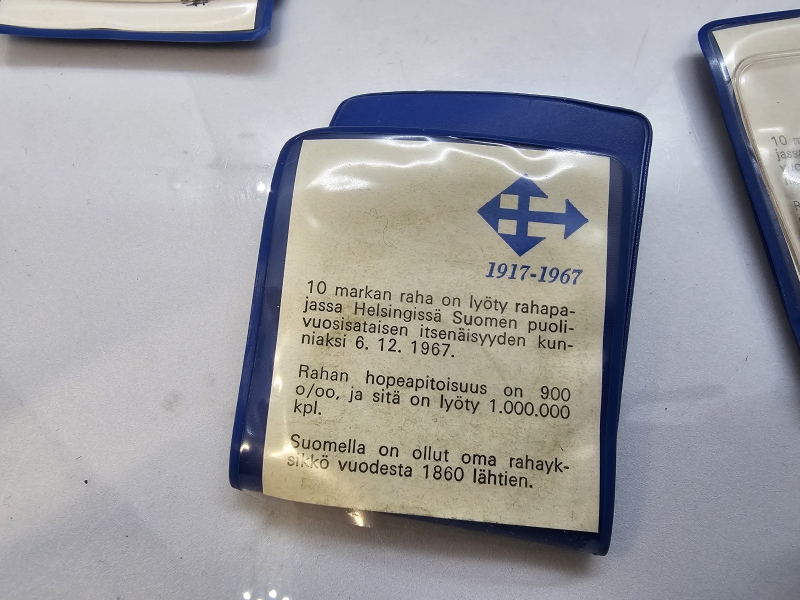 1917-1967
10 markan raha on lyöty rahapa-
jassa Helsingissä Suomen puoli-
vuosisataisen itsenäisyyden kun-
niaksi 6. 12. 1967.
Rahan hopeapitoisuus on 900
o/oo, ja sitä on lyöty 1.000.000
kpl.
Suomella on ollut oma rahayk-
sikkö vuodesta 1860 lähtien.
10